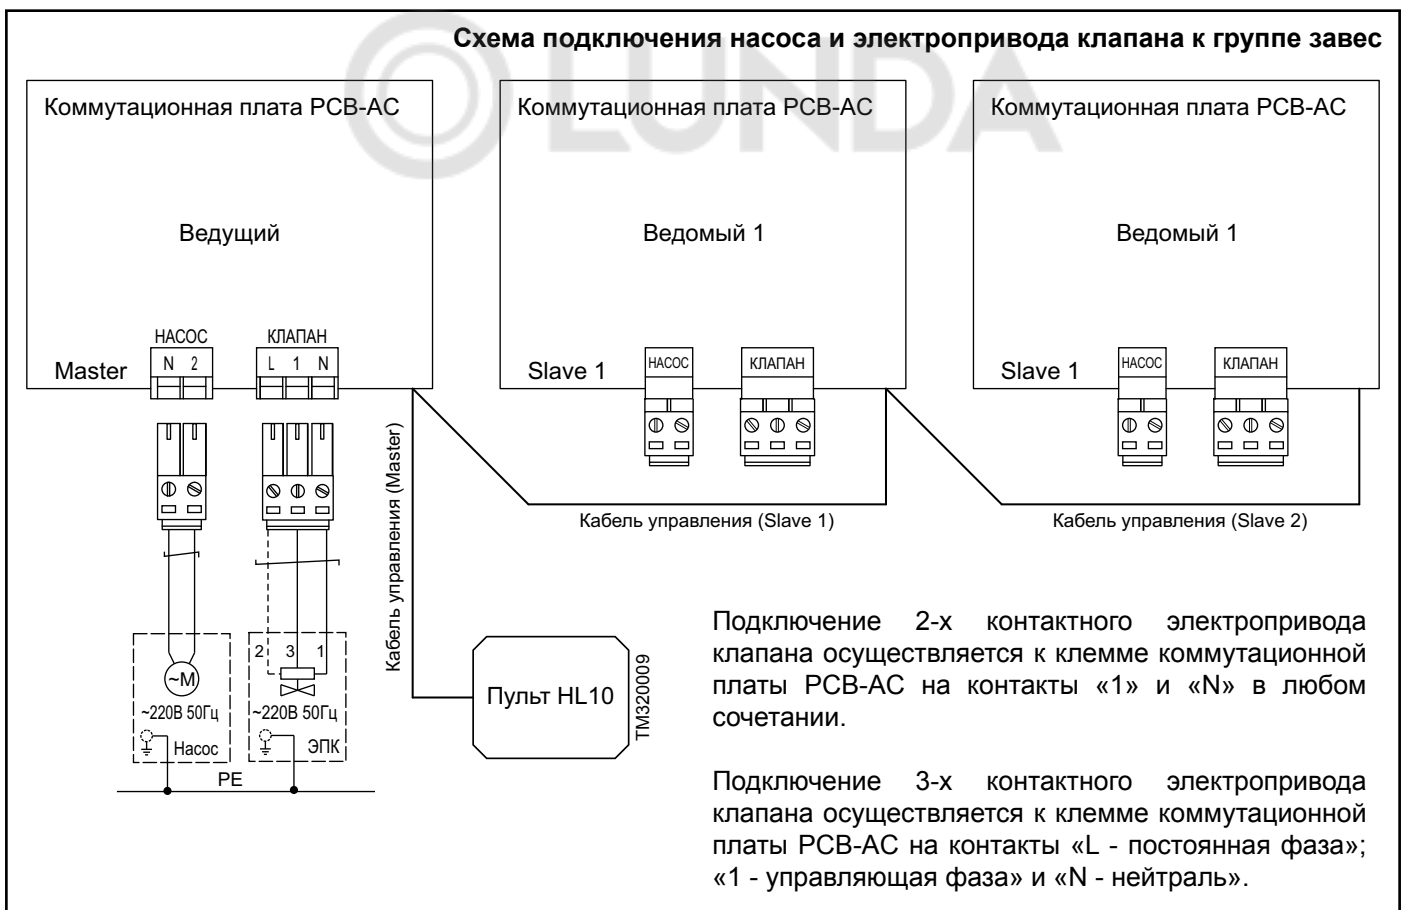 LUNDA
Схема подключения насоса и электропривода клапана к группе завес
Коммутационная плата PCB-AC
Ведущий
НАСОС
КЛАПАН
N 2
L 1 N
Master
Коммутационная плата PCB-AC
Ведомый 1
Slave 1
НАСОС
КЛАПАН
Коммутационная плата PCB-AC
Ведомый 1
Slave 1
НАСОС
КЛАПАН
Кабель управления (Master)
Кабель управления (Slave 1)
Кабель управления (Slave 2)
~М
~220В 50Гц
Насос
2 3 1
~220В 50Гц
ЭПК
PE
Пульт HL10
TM320009
Подключение 2-х контактного электропривода
клапана осуществляется к клемме коммутационной
платы PCB-AC на контакты «1» и «N» в любом
сочетании.
Подключение 3-х контактного электропривода
клапана осуществляется к клемме коммутационной
платы PCB-AC на контакты «L - постоянная фаза»;
«1 - управляющая фаза» и «N - нейтраль».